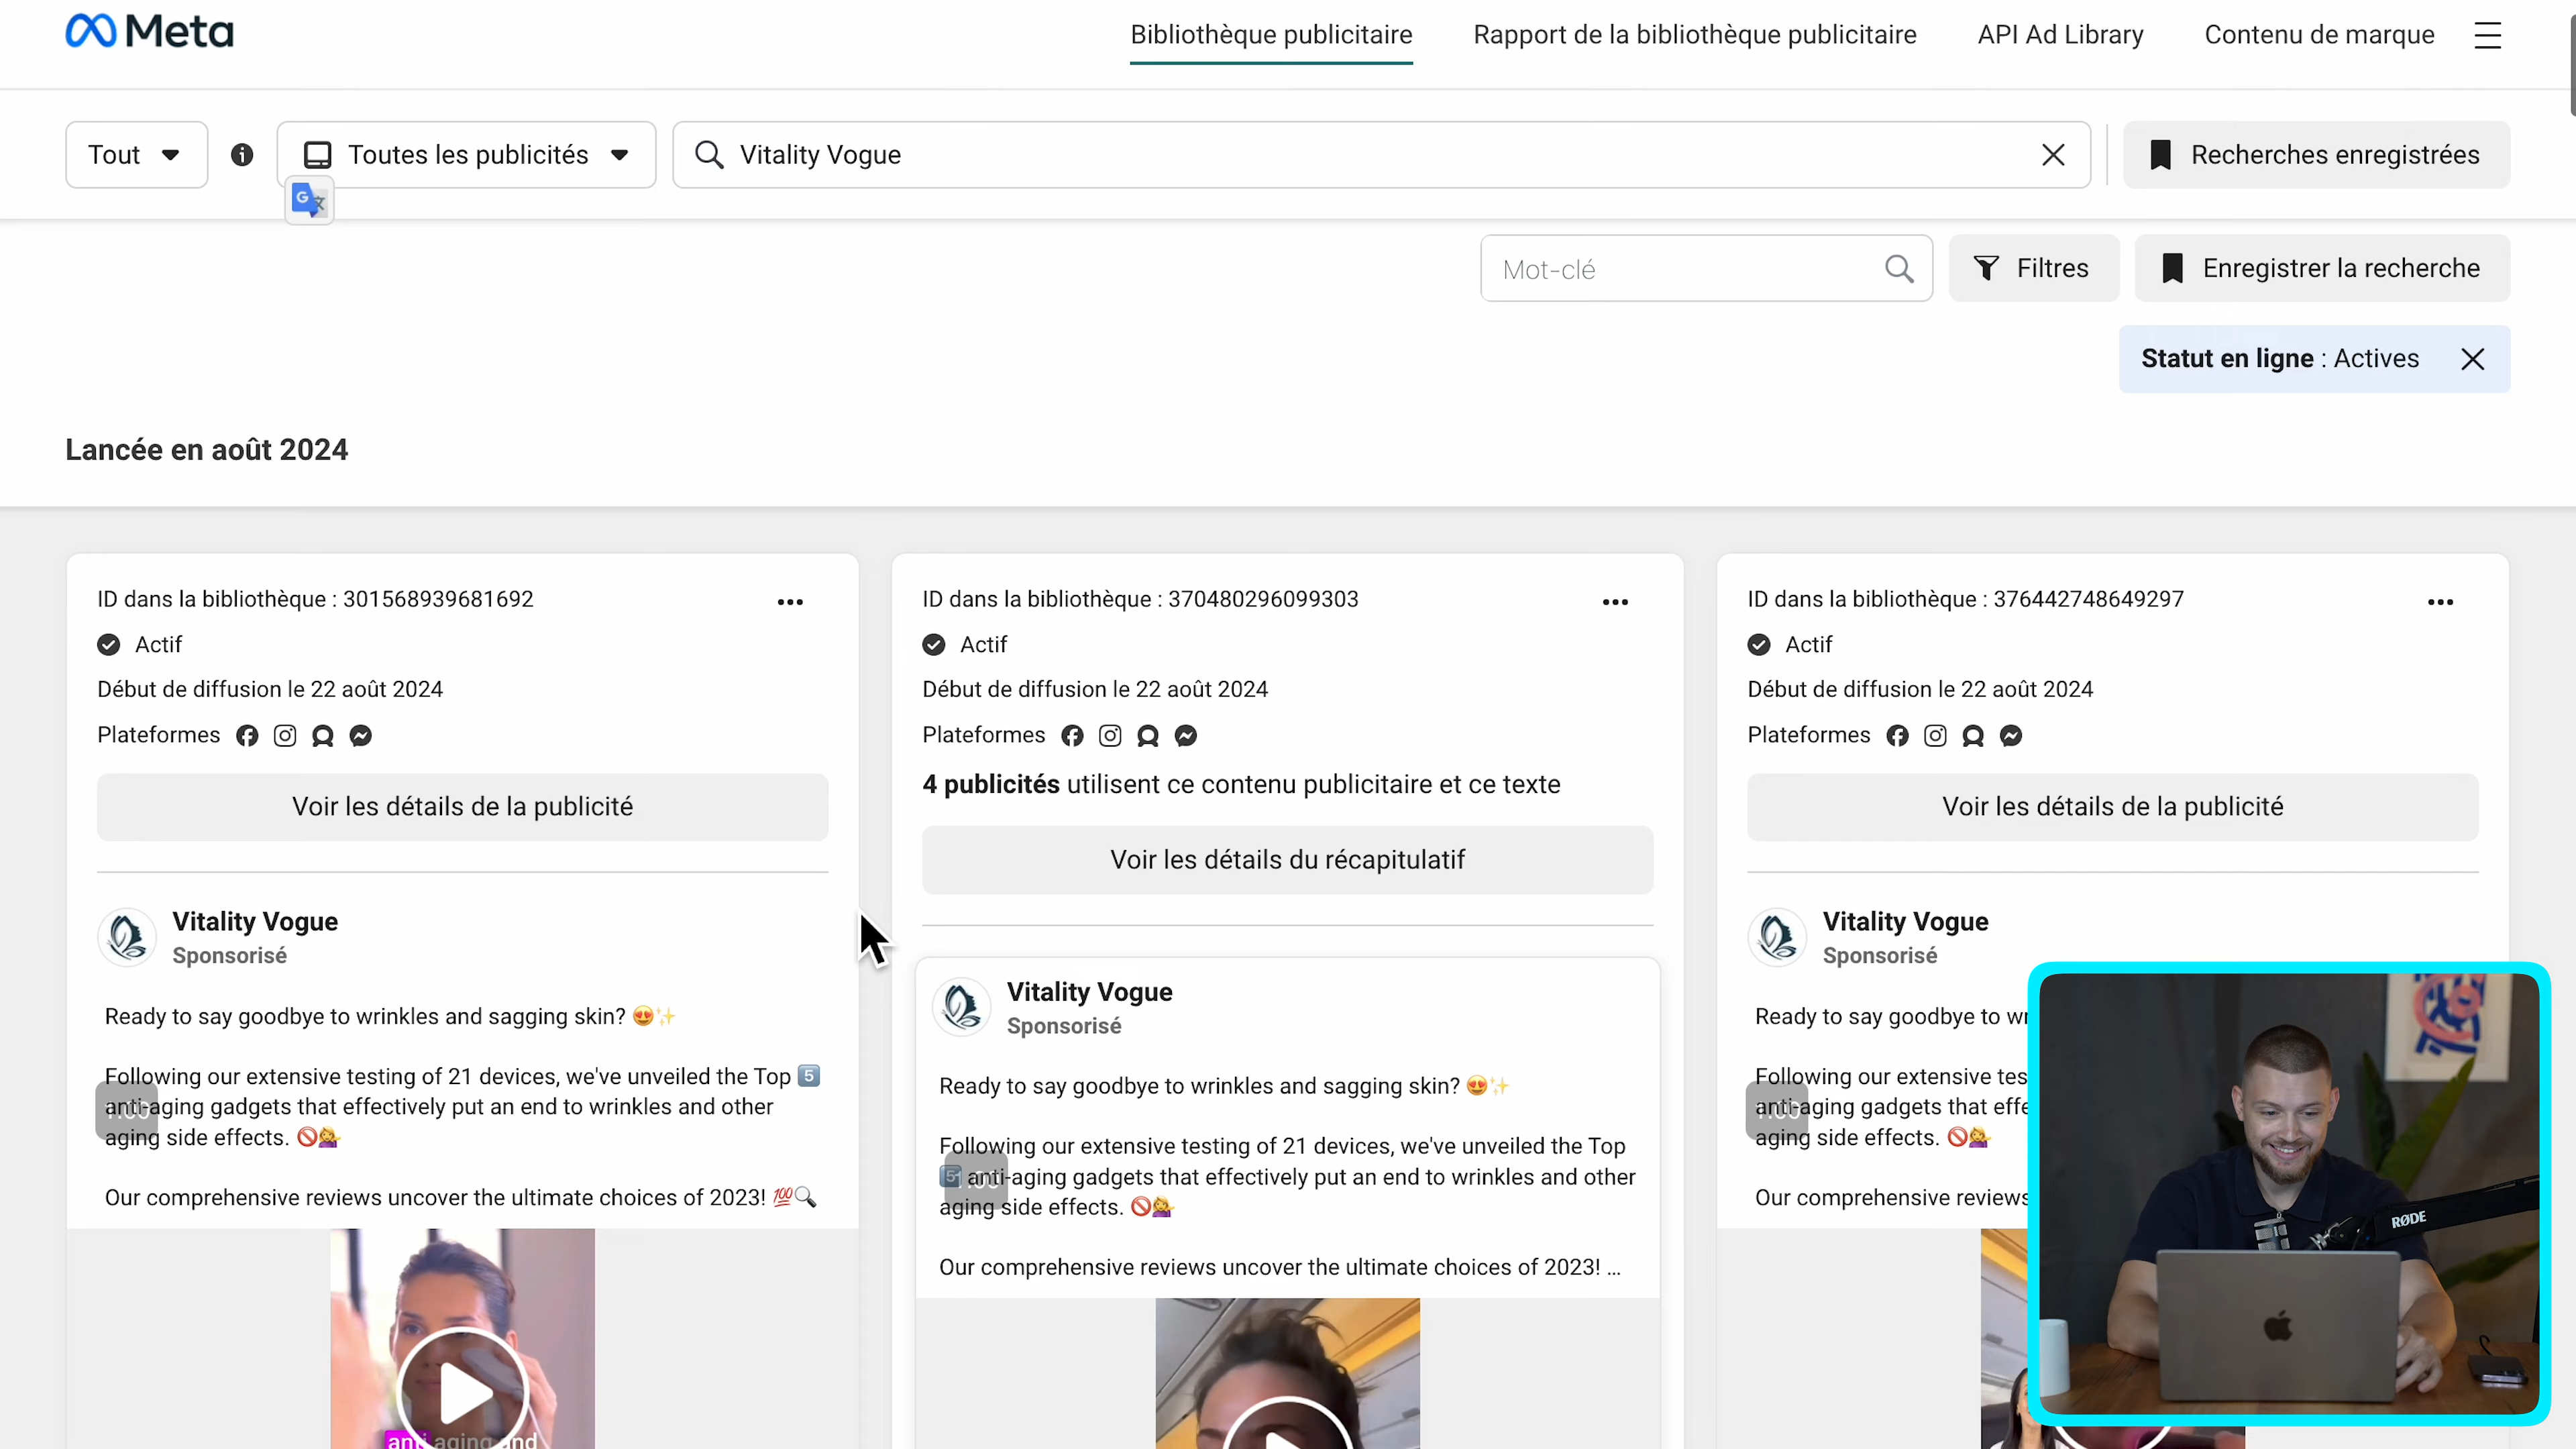 Meta
Bibliothèque publicitaire
Rapport de la bibliothèque publicitaire
API Ad Library
Contenu de marque
Tout
Toutes les publicités
Vitality Vogue
Recherches enregistrées
Mot-clé
Filtres
Enregistrer la recherche
Statut en ligne : Actives
Lancée en août 2024
ID dans la bibliothèque : 301568939681692
Actif
Début de diffusion le 22 août 2024
Plateformes
Voir les détails de la publicité
Vitality Vogue
Sponsorisé
Ready to say goodbye to wrinkles and sagging skin? 😍✨
Following our extensive testing of 21 devices, we've unveiled the Top 5️⃣
anti-aging gadgets that effectively put an end to wrinkles and other
aging side effects. 🚫💁‍♀️
Our comprehensive reviews uncover the ultimate choices of 2023! 💯🔍
anti aging and
ID dans la bibliothèque : 370480296099303
Actif
Début de diffusion le 22 août 2024
Plateformes
4 publicités utilisent ce contenu publicitaire et ce texte
Voir les détails du récapitulatif
Vitality Vogue
Sponsorisé
Ready to say goodbye to wrinkles and sagging skin? 😍✨
Following our extensive testing of 21 devices, we've unveiled the Top
5️⃣ anti-aging gadgets that effectively put an end to wrinkles and other
aging side effects. 🚫💁‍♀️
Our comprehensive reviews uncover the ultimate choices of 2023! ...
ID dans la bibliothèque : 376442748649297
Actif
Début de diffusion le 22 août 2024
Plateformes
Voir les détails de la publicité
Vitality Vogue
Sponsorisé
Ready to say goodbye to
Following our extensive
anti-aging gadgets that
aging side effects. 🚫💁‍♀️
Our comprehensive reviews
RØDE